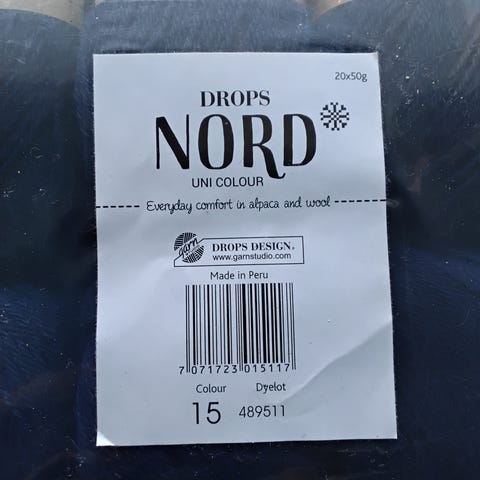 20x50g
DROPS
NORD
UNI COLOUR
Everyday comfort in alpaca and wool
garn
DROPS DESIGN®
www.garnstudio.com
Made in Peru
7 071723 015117
Colour Dyelot
15 489511